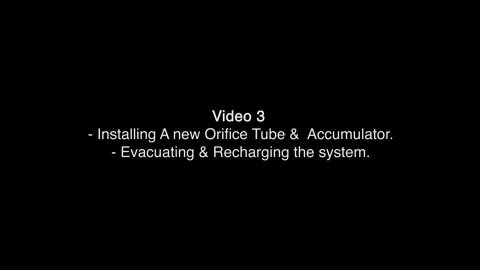 Video 3
- Installing A new Orifice Tube &  Accumulator.
- Evacuating & Recharging the system.